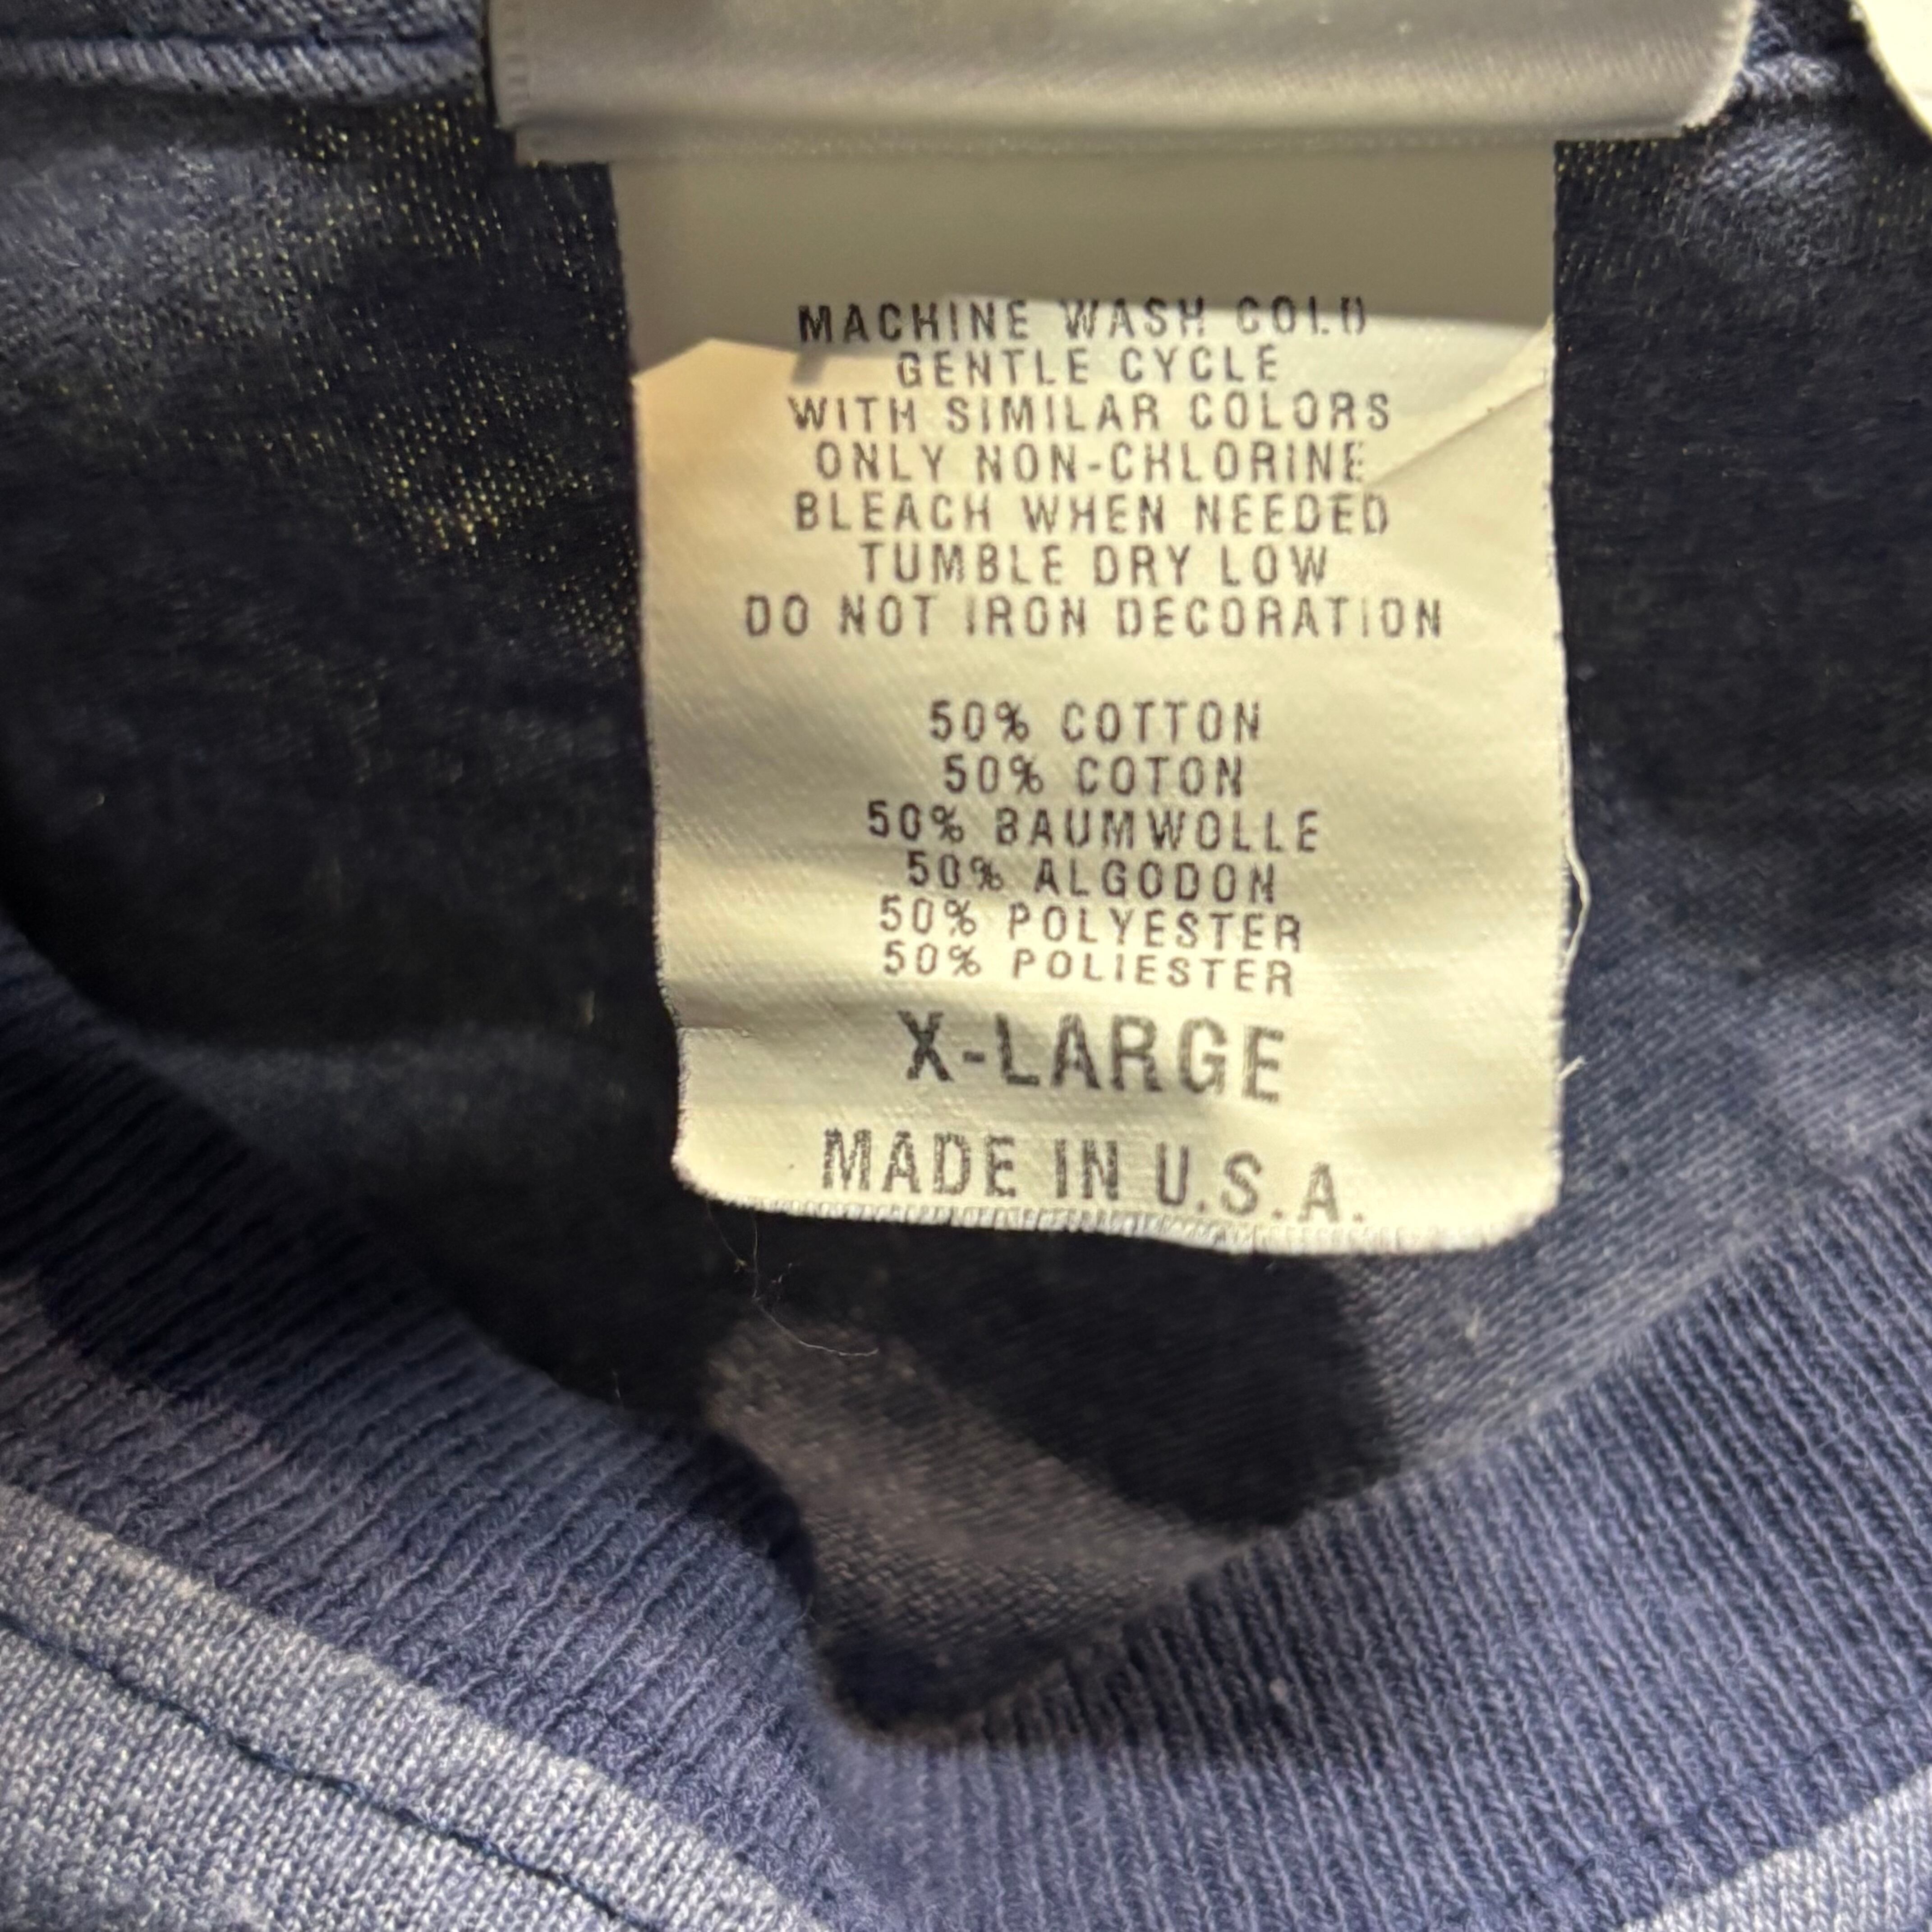 MACHINE WASH COLD
GENTLE CYCLE
WITH SIMILAR COLORS
ONLY NON-CHLORINE
BLEACH WHEN NEEDED
TUMBLE DRY LOW
DO NOT IRON DECORATION
50% COTTON
50% COTON
50% BAUMWOLLE
50% ALGODON
50% POLYESTER
50% POLIESTER
X-LARGE
MADE IN U.S.A.